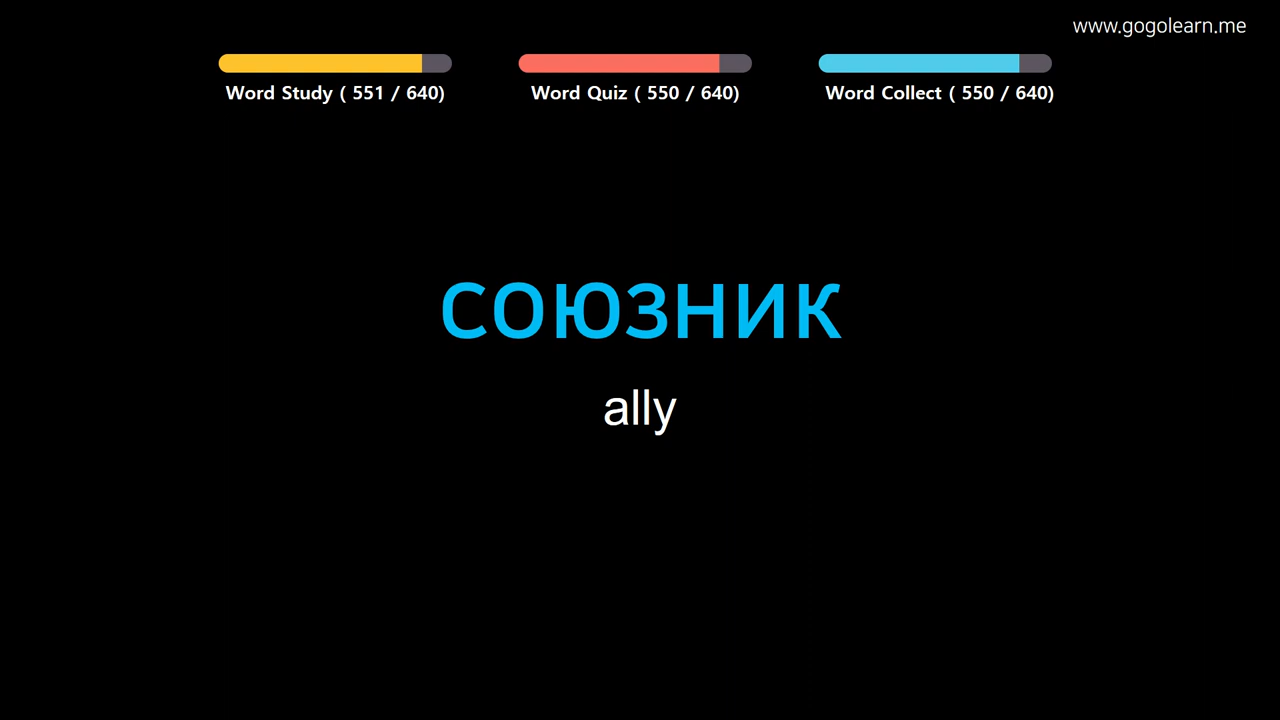 www.gogolearn.me
Word Study ( 551 / 640)
Word Quiz ( 550 / 640)
Word Collect ( 550 / 640)
союзник
ally